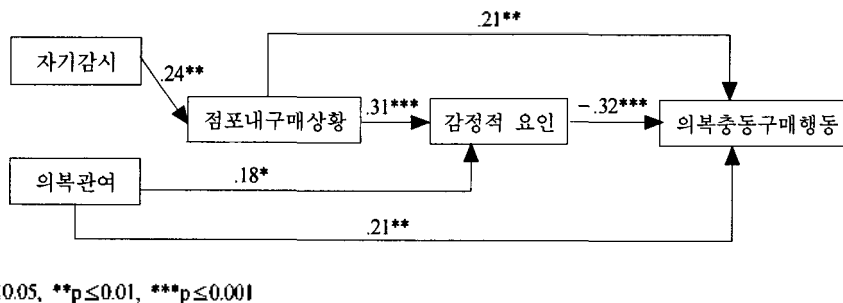 .21**
자기감시
.24**
점포내구매상황 .31*** 감정적 요인 -.32*** 의복충동구매행동
의복관여 .18*
.21**
0.05, **p≤0.01, ***p≤0.001